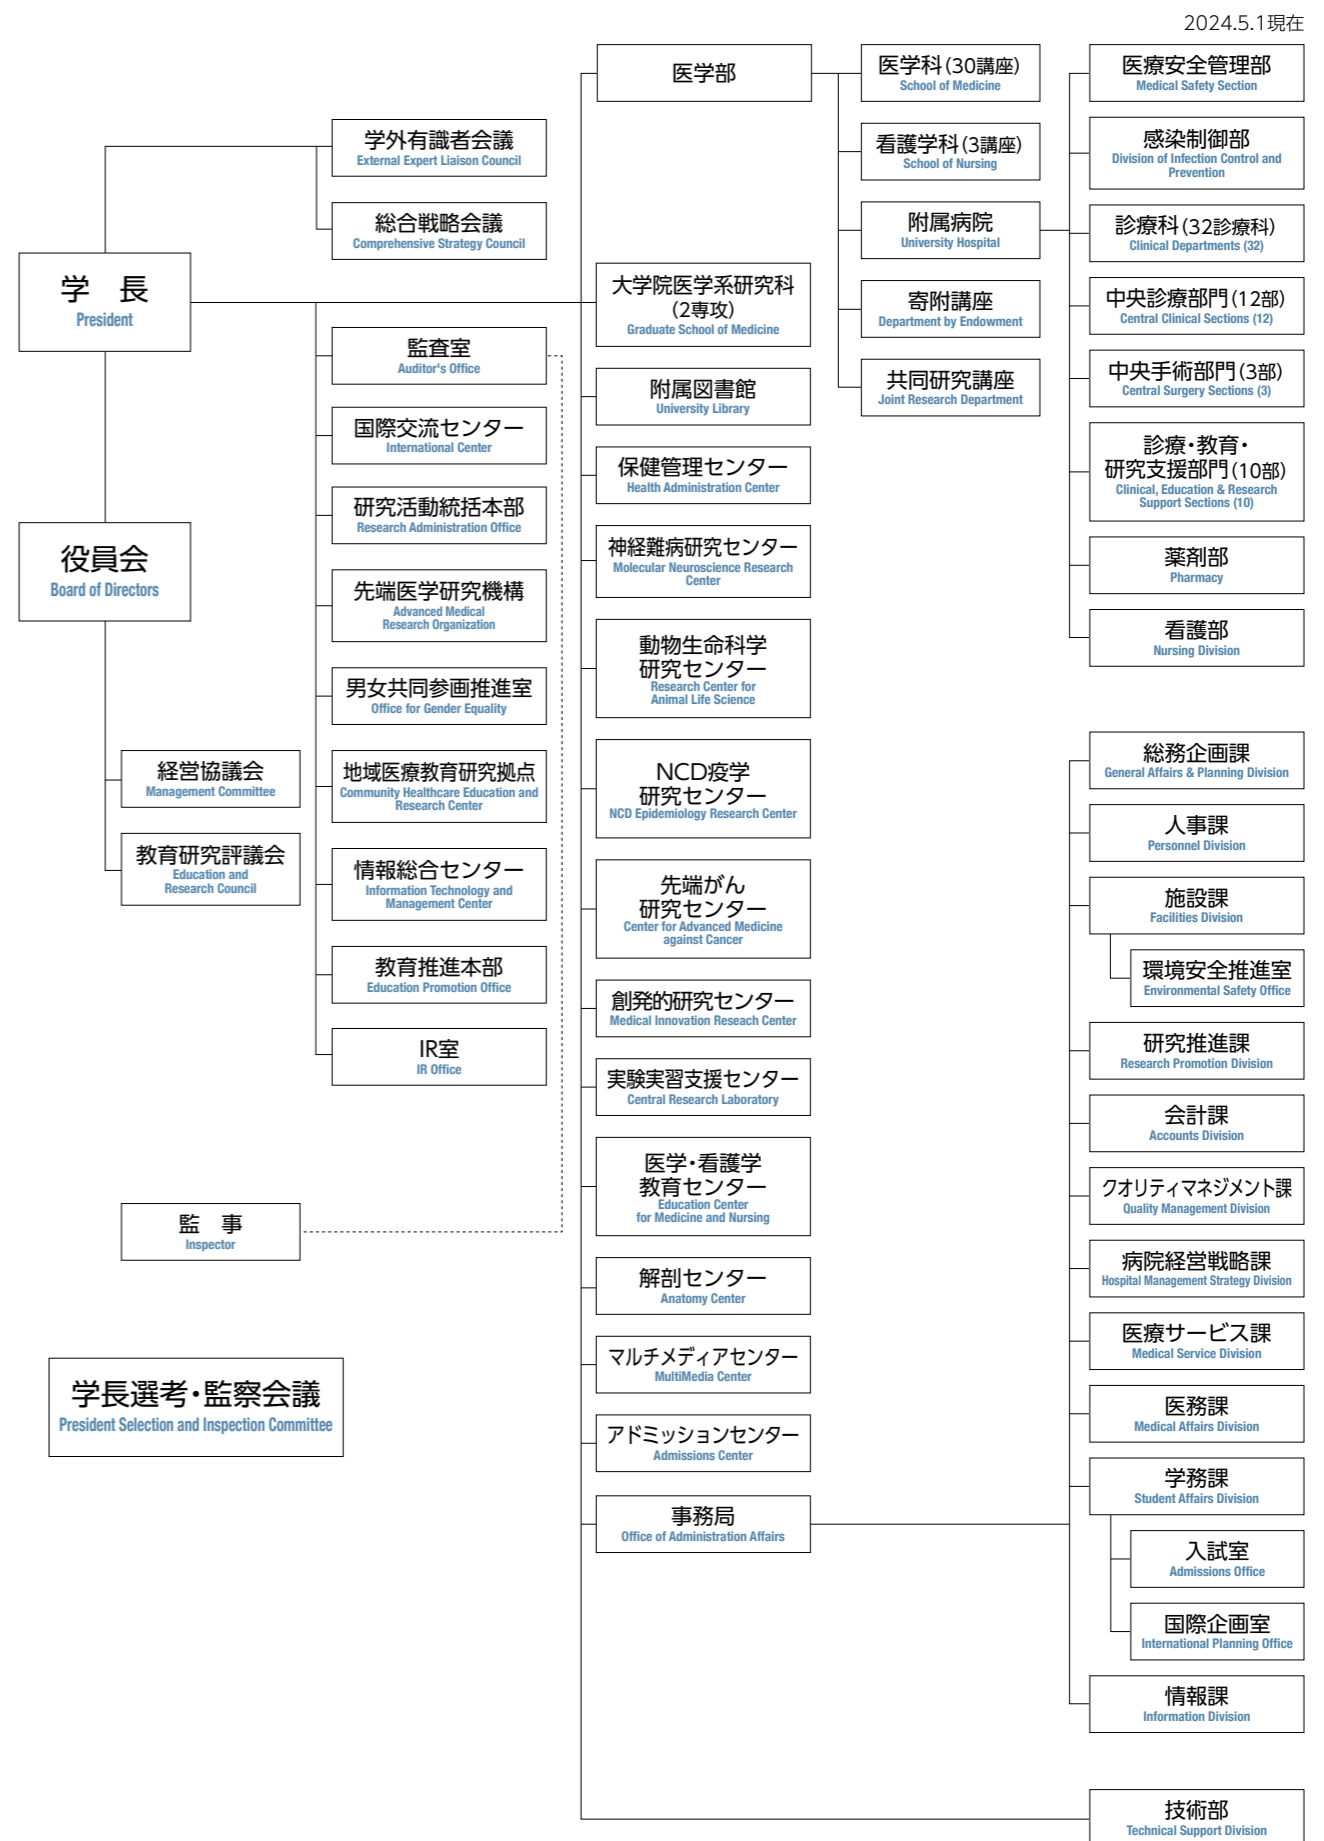 2024.5.1現在
学外有識者会議
External Expert Liaison Council
総合戦略会議
Comprehensive Strategy Council
学 長
President
役員会
Board of Directors
経営協議会
Management Committee
教育研究評議会
Education and
Research Council
監査室
Auditor's Office
国際交流センター
International Center
研究活動統括本部
Research Administration Office
先端医学研究機構
Advanced Medical
Research Organization
男女共同参画推進室
Office for Gender Equality
地域医療教育研究拠点
Community Healthcare Education and
Research Center
情報総合センター
Information Technology and
Management Center
教育推進本部
Education Promotion Office
IR室
IR Office
監 事
Inspector
学長選考・監察会議
President Selection and Inspection Committee
医学部
大学院医学系研究科
(2専攻)
Graduate School of Medicine
附属図書館
University Library
保健管理センター
Health Administration Center
神経難病研究センター
Molecular Neuroscience Research
Center
動物生命科学
研究センター
Research Center for
Animal Life Science
NCD疫学
研究センター
NCD Epidemiology Research Center
先端がん
研究センター
Center for Advanced Medicine
against Cancer
創発的研究センター
Medical Innovation Reseach Center
実験実習支援センター
Central Research Laboratory
医学・看護学
教育センター
Education Center
for Medicine and Nursing
解剖センター
Anatomy Center
マルチメディアセンター
MultiMedia Center
アドミッションセンター
Admissions Center
事務局
Office of Administration Affairs
医学科(30講座)
School of Medicine
看護学科(3講座)
School of Nursing
附属病院
University Hospital
寄附講座
Department by Endowment
共同研究講座
Joint Research Department
医療安全管理部
Medical Safety Section
感染制御部
Division of Infection Control and
Prevention
診療科(32診療科)
Clinical Departments (32)
中央診療部門(12部)
Central Clinical Sections (12)
中央手術部門(3部)
Central Surgery Sections (3)
診療・教育・
研究支援部門(10部)
Clinical, Education & Research
Support Sections (10)
薬剤部
Pharmacy
看護部
Nursing Division
総務企画課
General Affairs & Planning Division
人事課
Personnel Division
施設課
Facilities Division
環境安全推進室
Environmental Safety Office
研究推進課
Research Promotion Division
会計課
Accounts Division
クオリティマネジメント課
Quality Management Division
病院経営戦略課
Hospital Management Strategy Division
医療サービス課
Medical Service Division
医務課
Medical Affairs Division
学務課
Student Affairs Division
入試室
Admissions Office
国際企画室
International Planning Office
情報課
Information Division
技術部
Technical Support Division